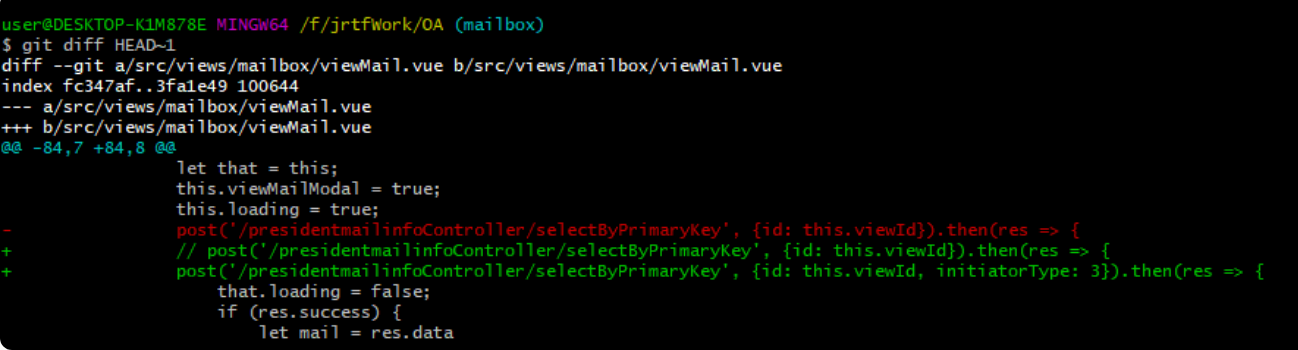 user@DESKTOP-K1M878E MINGW64 /f/jrtfWork/OA (mailbox)
$ git diff HEAD~1
diff --git a/src/views/mailbox/viewMail.vue b/src/views/mailbox/viewMail.vue
index fc347af..3fa1e49 100644
--- a/src/views/mailbox/viewMail.vue
+++ b/src/views/mailbox/viewMail.vue
@@ -84,7 +84,8 @@
                 let that = this;
                 this.viewMailModal = true;
                 this.loading = true;
-                post('/presidentmailinfoController/selectByPrimaryKey', {id: this.viewId}).then(res => {
+                // post('/presidentmailinfoController/selectByPrimaryKey', {id: this.viewId}).then(res => {
+                post('/presidentmailinfoController/selectByPrimaryKey', {id: this.viewId, initiatorType: 3}).then(res => {
                     that.loading = false;
                     if (res.success) {
                         let mail = res.data